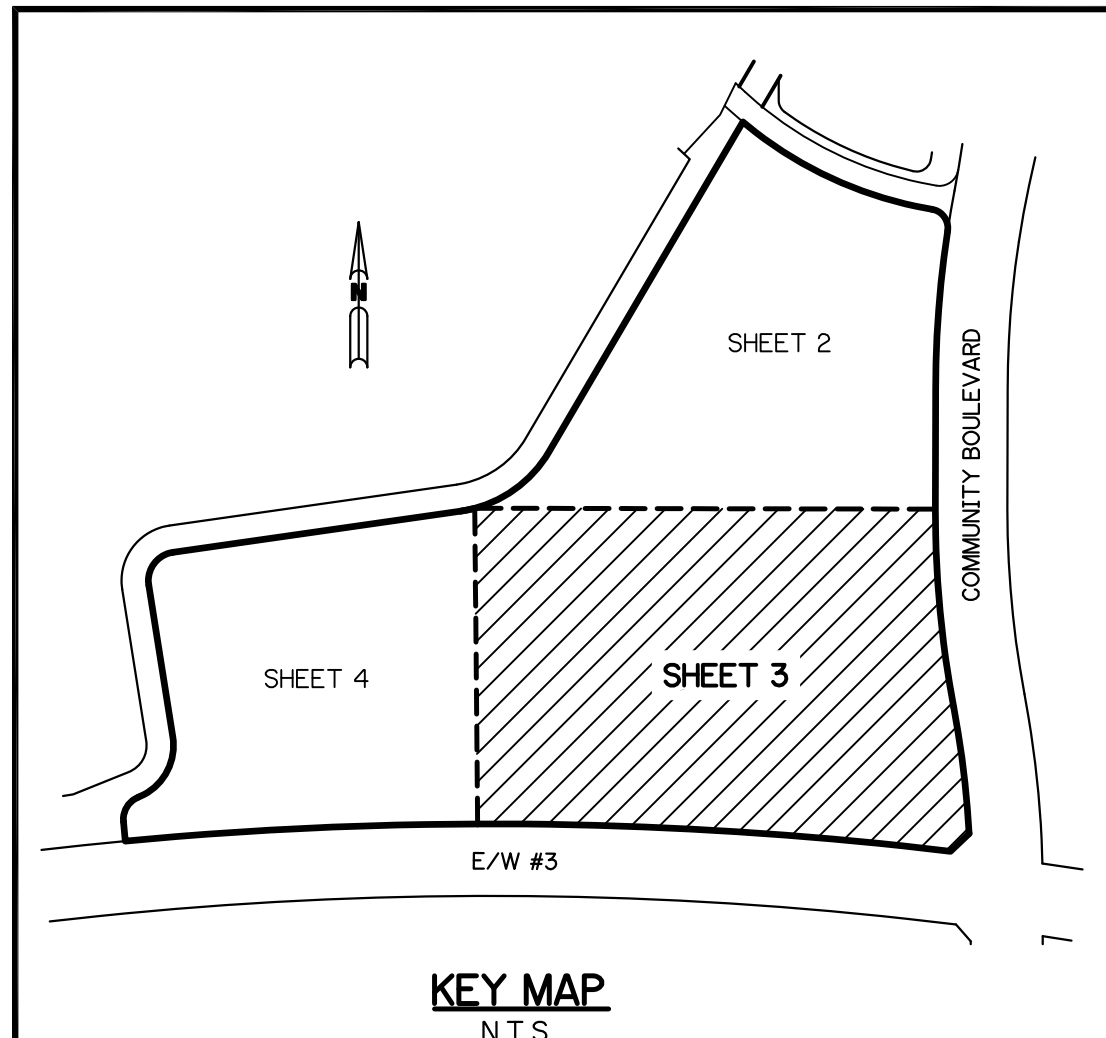 N
SHEET 2
COMMUNITY BOULEVARD
SHEET 4
SHEET 3
E/W #3
KEY MAP
N.T.S.